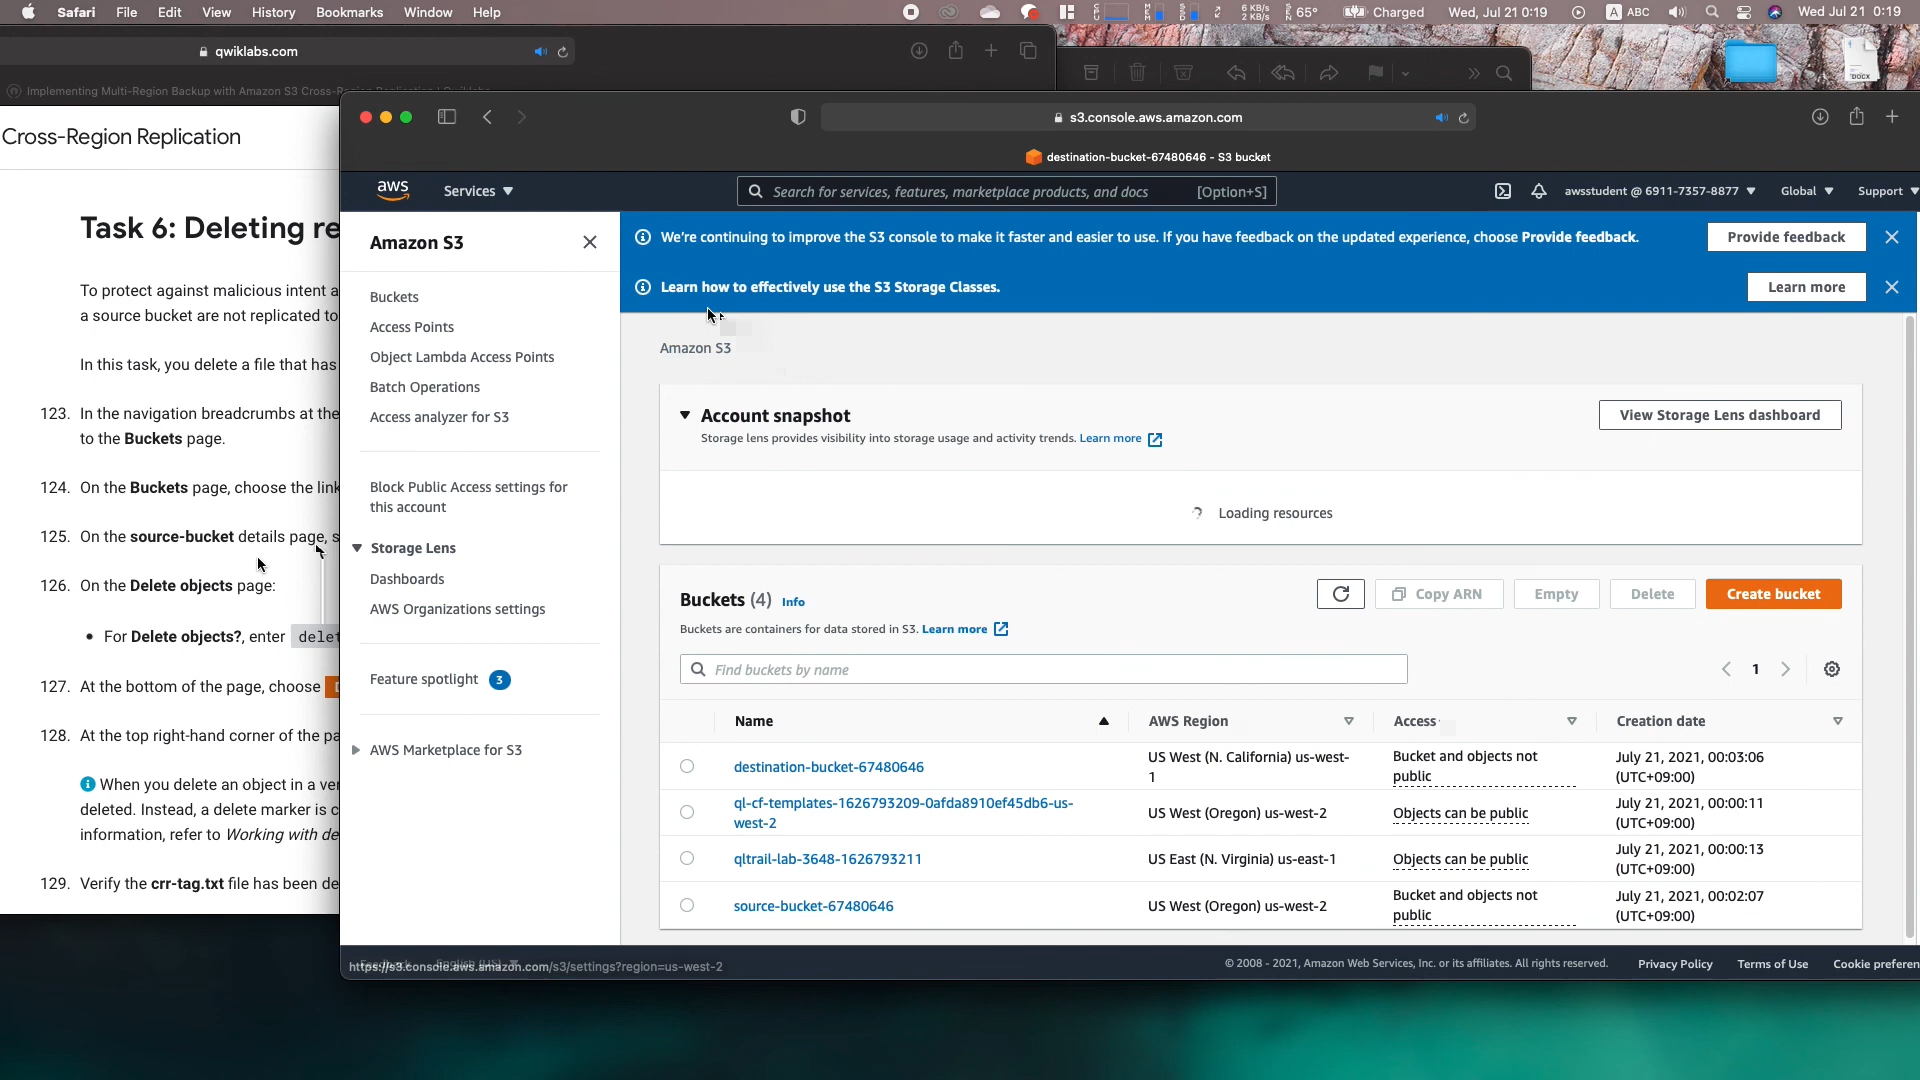 Safari File Edit View History Bookmarks Window Help
6 KB/s
2 KB/s
65° Charged Wed, Jul 21 0:19 A ABC Wed Jul 21 0:19
qwiklabs.com
Implementing Multi-Region Backup with Amazon S3 Cross-Region Replication | Qwiklabs
DOCX
s3.console.aws.amazon.com
destination-bucket-67480646 - S3 bucket
Cross-Region Replication
Task 6: Deleting re
To protect against malicious intent a
a source bucket are not replicated to
In this task, you delete a file that has
123. In the navigation breadcrumbs at the
to the Buckets page.
124. On the Buckets page, choose the link
125. On the source-bucket details page, s
126. On the Delete objects page:
• For Delete objects?, enter delet
127. At the bottom of the page, choose D
128. At the top right-hand corner of the pa
When you delete an object in a ver
deleted. Instead, a delete marker is c
information, refer to Working with de
129. Verify the crr-tag.txt file has been de
aws Services Search for services, features, marketplace products, and docs [Option+S] awsstudent @ 6911-7357-8877 Global Support
Amazon S3
Buckets
Access Points
Object Lambda Access Points
Batch Operations
Access analyzer for S3
Block Public Access settings for
this account
Storage Lens
Dashboards
AWS Organizations settings
Feature spotlight 3
AWS Marketplace for S3
We're continuing to improve the S3 console to make it faster and easier to use. If you have feedback on the updated experience, choose Provide feedback. Provide feedback
Learn how to effectively use the S3 Storage Classes. Learn more
Amazon S3
Account snapshot View Storage Lens dashboard
Storage lens provides visibility into storage usage and activity trends. Learn more
Loading resources
Buckets (4) Info Copy ARN Empty Delete Create bucket
Buckets are containers for data stored in S3. Learn more
Find buckets by name 1
Name AWS Region Access Creation date
destination-bucket-67480646 US West (N. California) us-west-1 Bucket and objects not public July 21, 2021, 00:03:06 (UTC+09:00)
ql-cf-templates-1626793209-0afda8910ef45db6-us-west-2 US West (Oregon) us-west-2 Objects can be public July 21, 2021, 00:00:11 (UTC+09:00)
qltrail-lab-3648-1626793211 US East (N. Virginia) us-east-1 Objects can be public July 21, 2021, 00:00:13 (UTC+09:00)
source-bucket-67480646 US West (Oregon) us-west-2 Bucket and objects not public July 21, 2021, 00:02:07 (UTC+09:00)
https://s3.console.aws.amazon.com/s3/settings?region=us-west-2
© 2008 - 2021, Amazon Web Services, Inc. or its affiliates. All rights reserved. Privacy Policy Terms of Use Cookie preferen